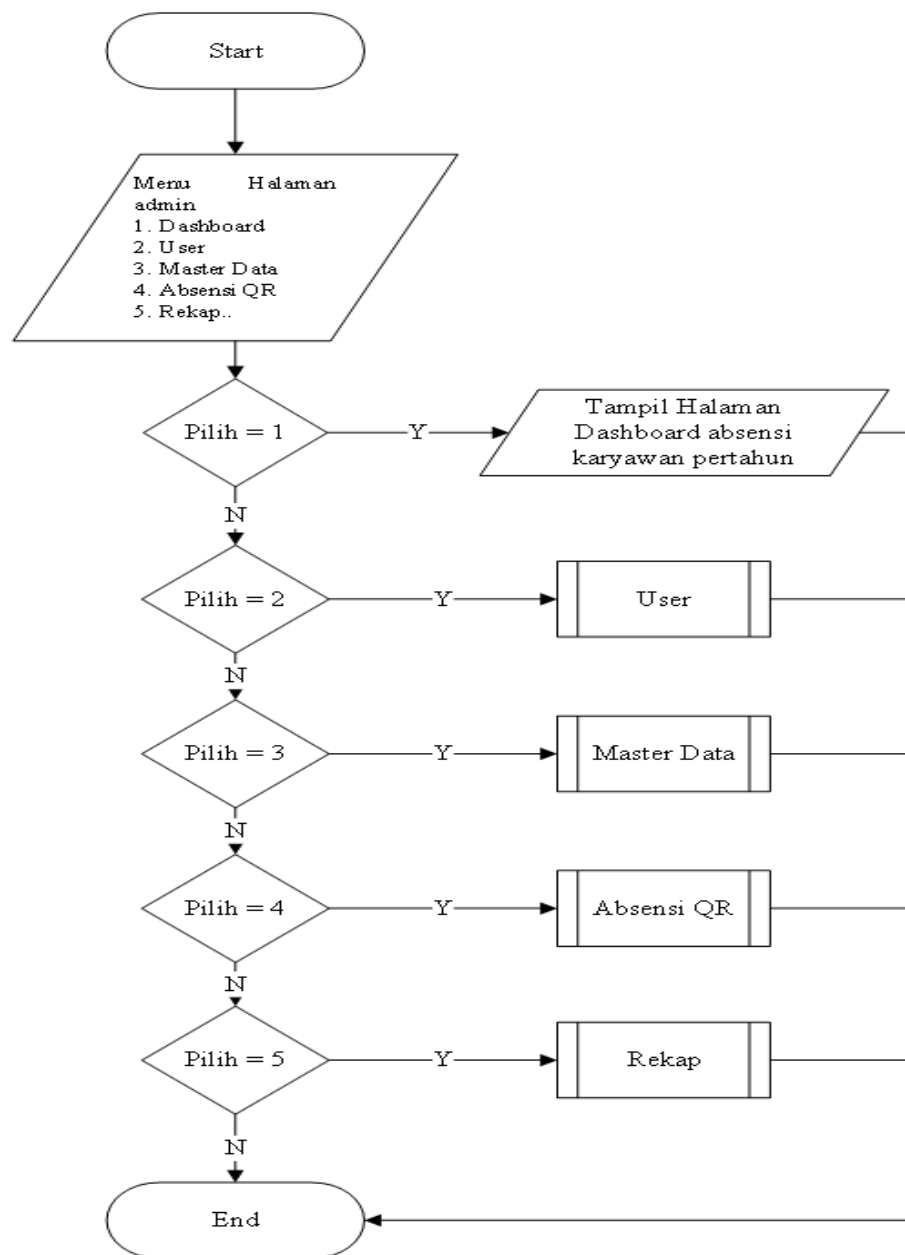 Start
Menu Halaman
admin
1. Dashboard
2. User
3. Master Data
4. Absensi QR
5. Rekap..
Pilih = 1
Y
Tampil Halaman
Dashboard absensi
karyawan pertahun
N
Pilih = 2
Y
User
N
Pilih = 3
Y
Master Data
N
Pilih = 4
Y
Absensi QR
N
Pilih = 5
Y
Rekap
N
End